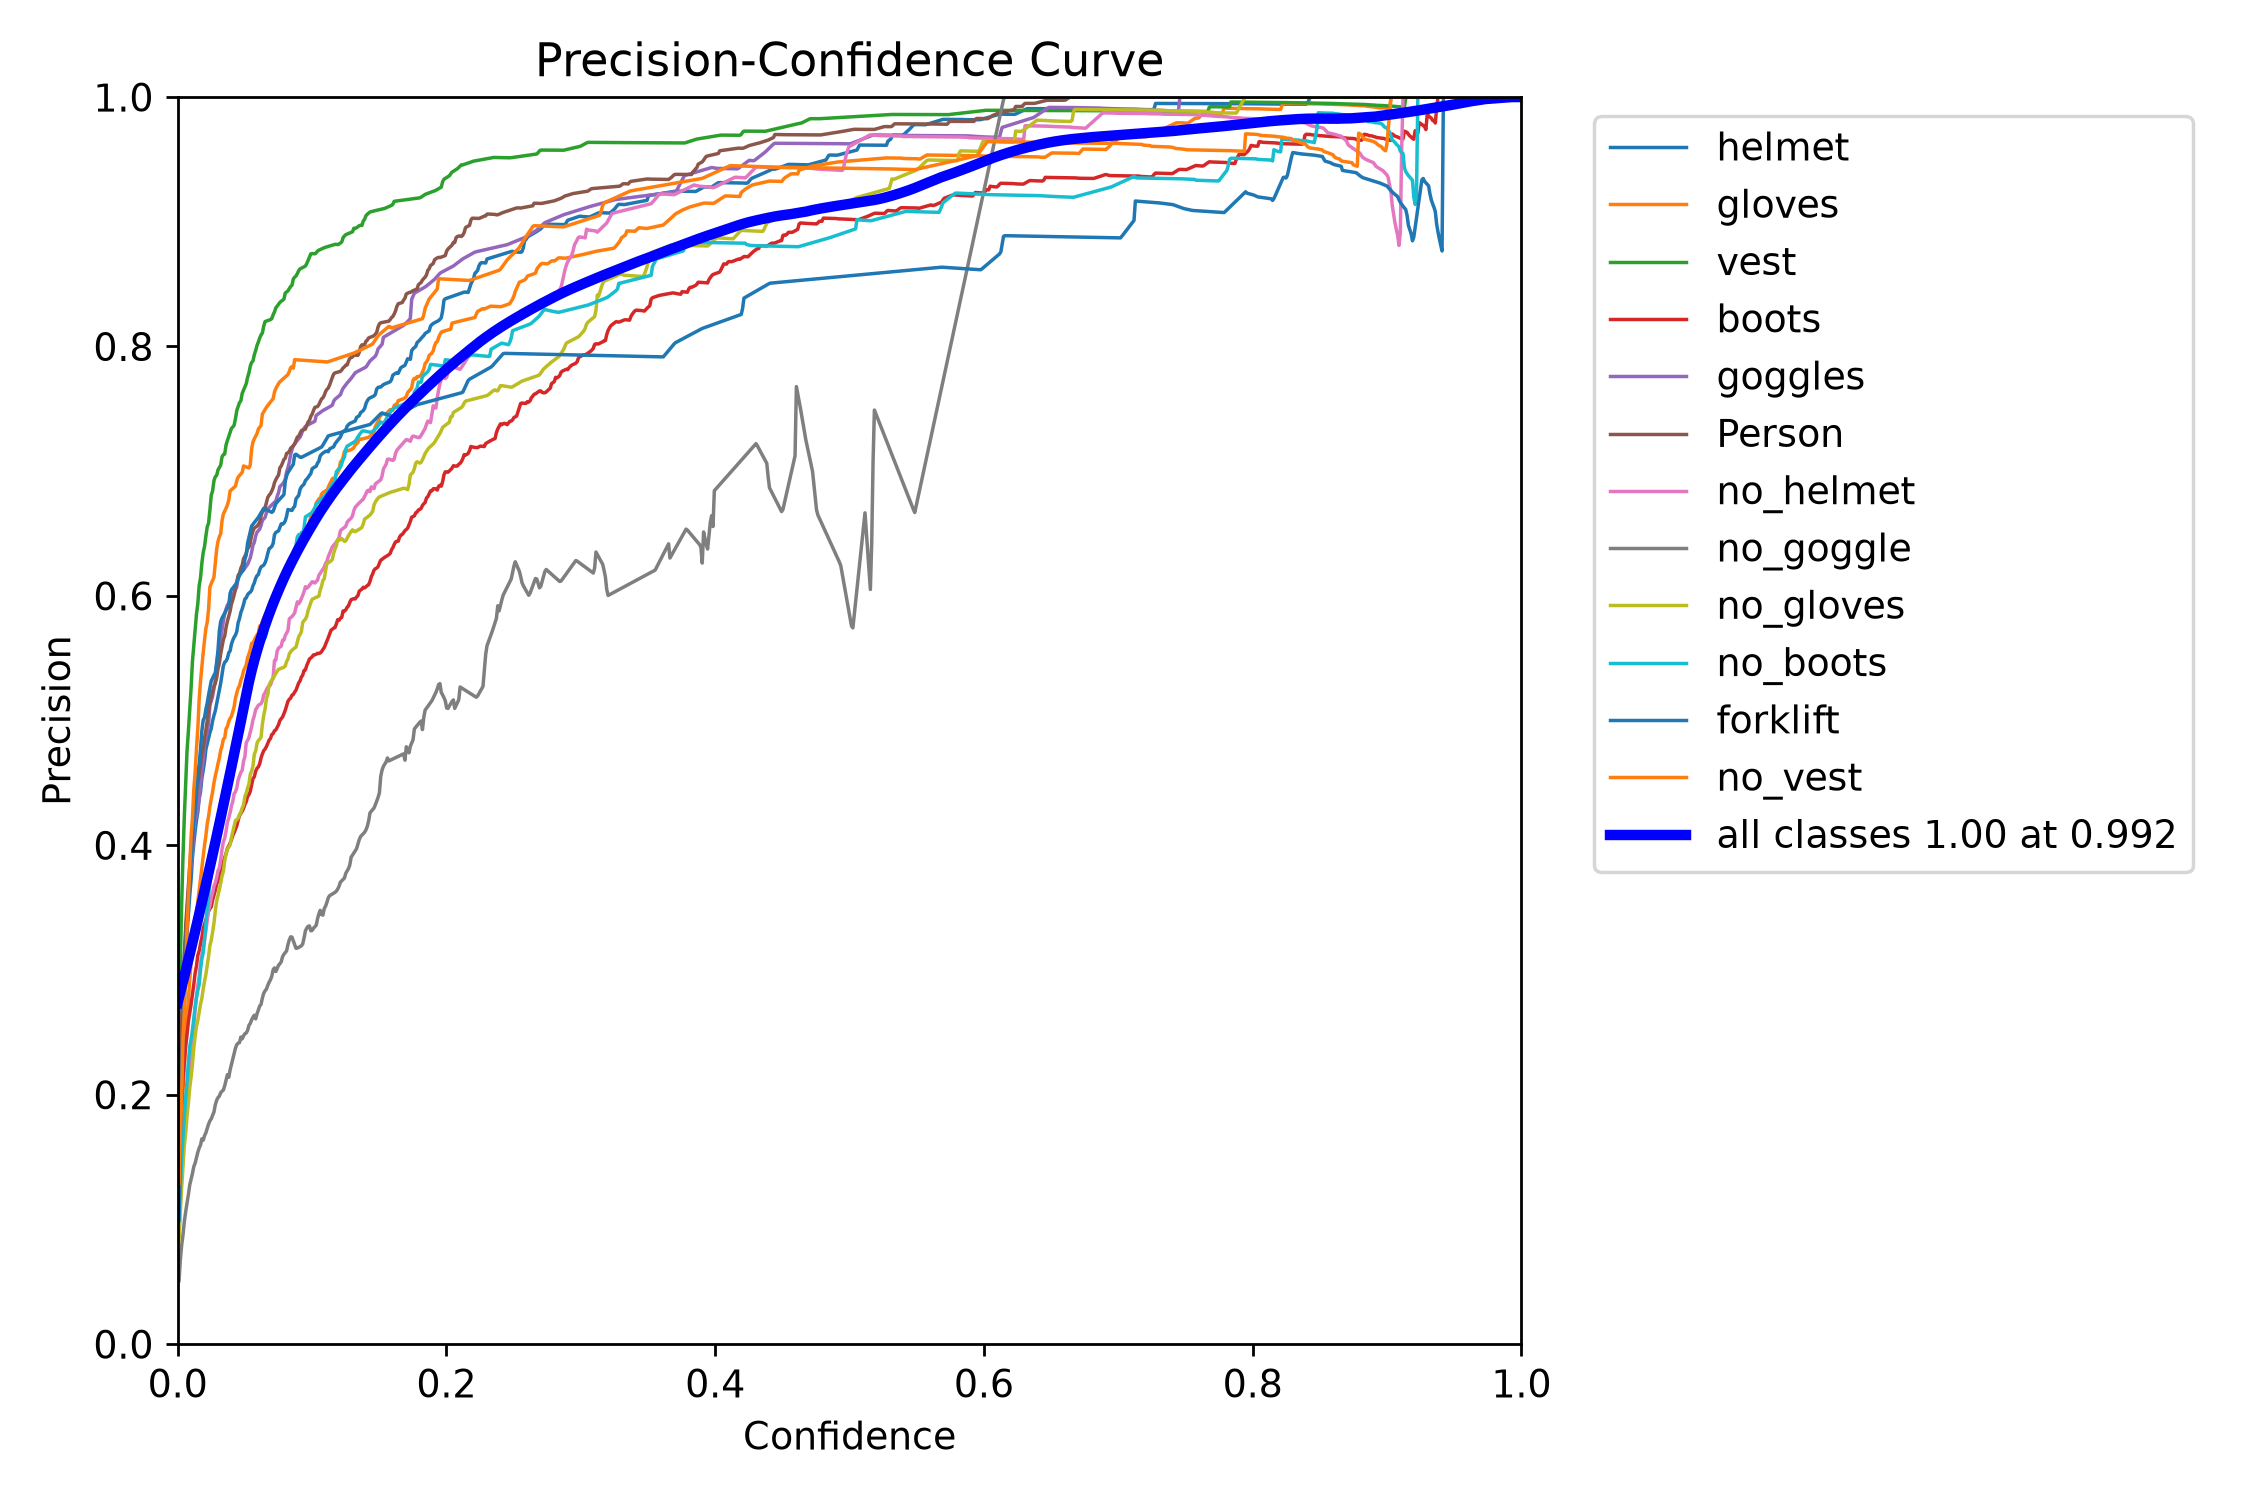 Precision-Confidence Curve
1.0
0.8
0.6
0.4
0.2
0.0
Precision
0.0 0.2 0.4 0.6 0.8 1.0
Confidence
helmet
gloves
vest
boots
goggles
Person
no_helmet
no_goggle
no_gloves
no_boots
forklift
no_vest
all classes 1.00 at 0.992